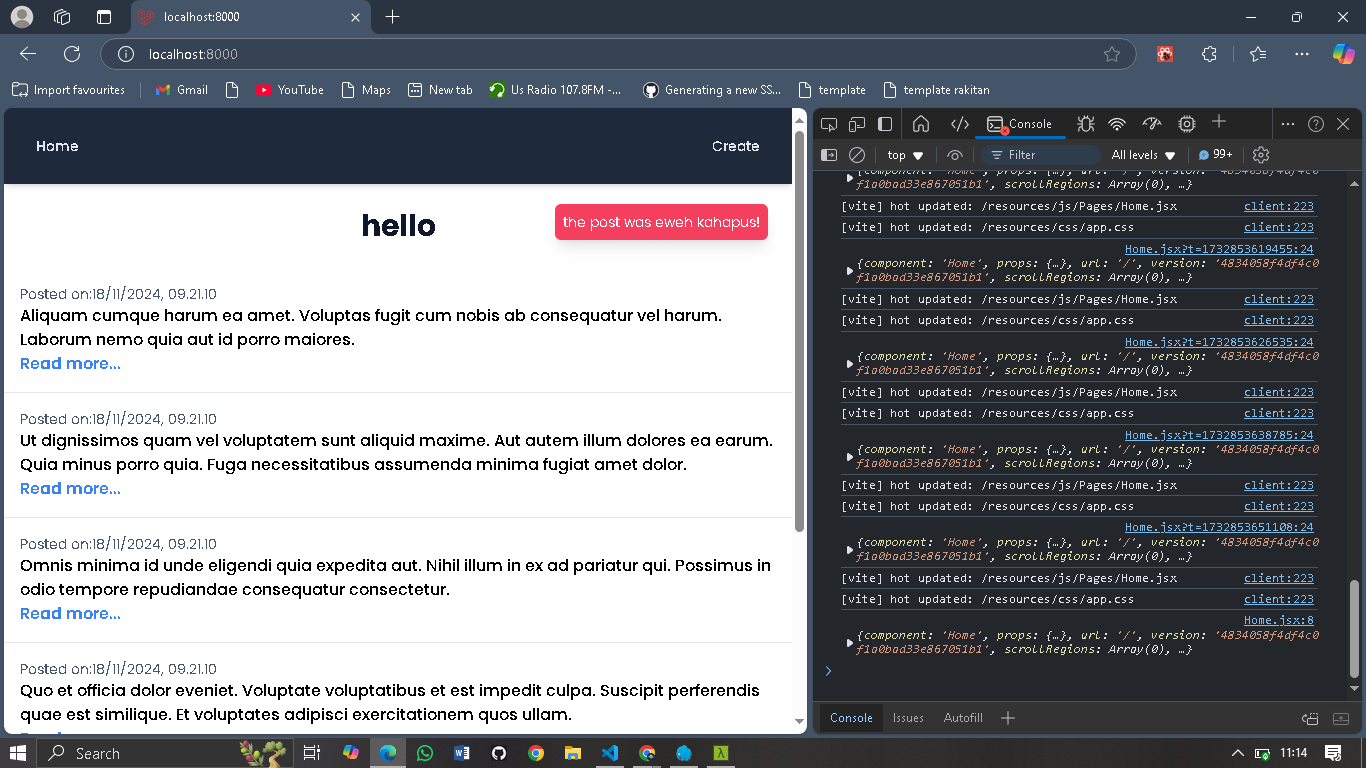 localhost:8000
localhost:8000
Import favourites
Gmail
YouTube
Maps
New tab
Us Radio 107.8FM -...
Generating a new SS...
template
template rakitan
Home
Create
hello
the post was eweh kahapus!
Posted on:18/11/2024, 09.21.10
Aliquam cumque harum ea amet. Voluptas fugit cum nobis ab consequatur vel harum.
Laborum nemo quia aut id porro maiores.
Read more...
Posted on:18/11/2024, 09.21.10
Ut dignissimos quam vel voluptatem sunt aliquid maxime. Aut autem illum dolores ea earum.
Quia minus porro quia. Fuga necessitatibus assumenda minima fugiat amet dolor.
Read more...
Posted on:18/11/2024, 09.21.10
Omnis minima id unde eligendi quia expedita aut. Nihil illum in ex ad pariatur qui. Possimus in
odio tempore repudiandae consequatur consectetur.
Read more...
Posted on:18/11/2024, 09.21.10
Quo et officia dolor eveniet. Voluptate voluptatibus et est impedit culpa. Suscipit perferendis
quae est similique. Et voluptates adipisci exercitationem quos ullam.
Console
top
Filter
All levels
99+
{component: 'Home', props: {…}, url: '/', version: '4834058f4df4c0
f1a0bad33e867051b1', scrollRegions: Array(0), …}
[vite] hot updated: /resources/js/Pages/Home.jsx client:223
[vite] hot updated: /resources/css/app.css client:223
Home.jsx?t=1732853619455:24
{component: 'Home', props: {…}, url: '/', version: '4834058f4df4c0
f1a0bad33e867051b1', scrollRegions: Array(0), …}
[vite] hot updated: /resources/js/Pages/Home.jsx client:223
[vite] hot updated: /resources/css/app.css client:223
Home.jsx?t=1732853626535:24
{component: 'Home', props: {…}, url: '/', version: '4834058f4df4c0
f1a0bad33e867051b1', scrollRegions: Array(0), …}
[vite] hot updated: /resources/js/Pages/Home.jsx client:223
[vite] hot updated: /resources/css/app.css client:223
Home.jsx?t=1732853638785:24
{component: 'Home', props: {…}, url: '/', version: '4834058f4df4c0
f1a0bad33e867051b1', scrollRegions: Array(0), …}
[vite] hot updated: /resources/js/Pages/Home.jsx client:223
[vite] hot updated: /resources/css/app.css client:223
Home.jsx?t=1732853651108:24
{component: 'Home', props: {…}, url: '/', version: '4834058f4df4c0
f1a0bad33e867051b1', scrollRegions: Array(0), …}
[vite] hot updated: /resources/js/Pages/Home.jsx client:223
[vite] hot updated: /resources/css/app.css client:223
Home.jsx:8
{component: 'Home', props: {…}, url: '/', version: '4834058f4df4c0
f1a0bad33e867051b1', scrollRegions: Array(0), …}
Console
Issues
Autofill
Search
11:14